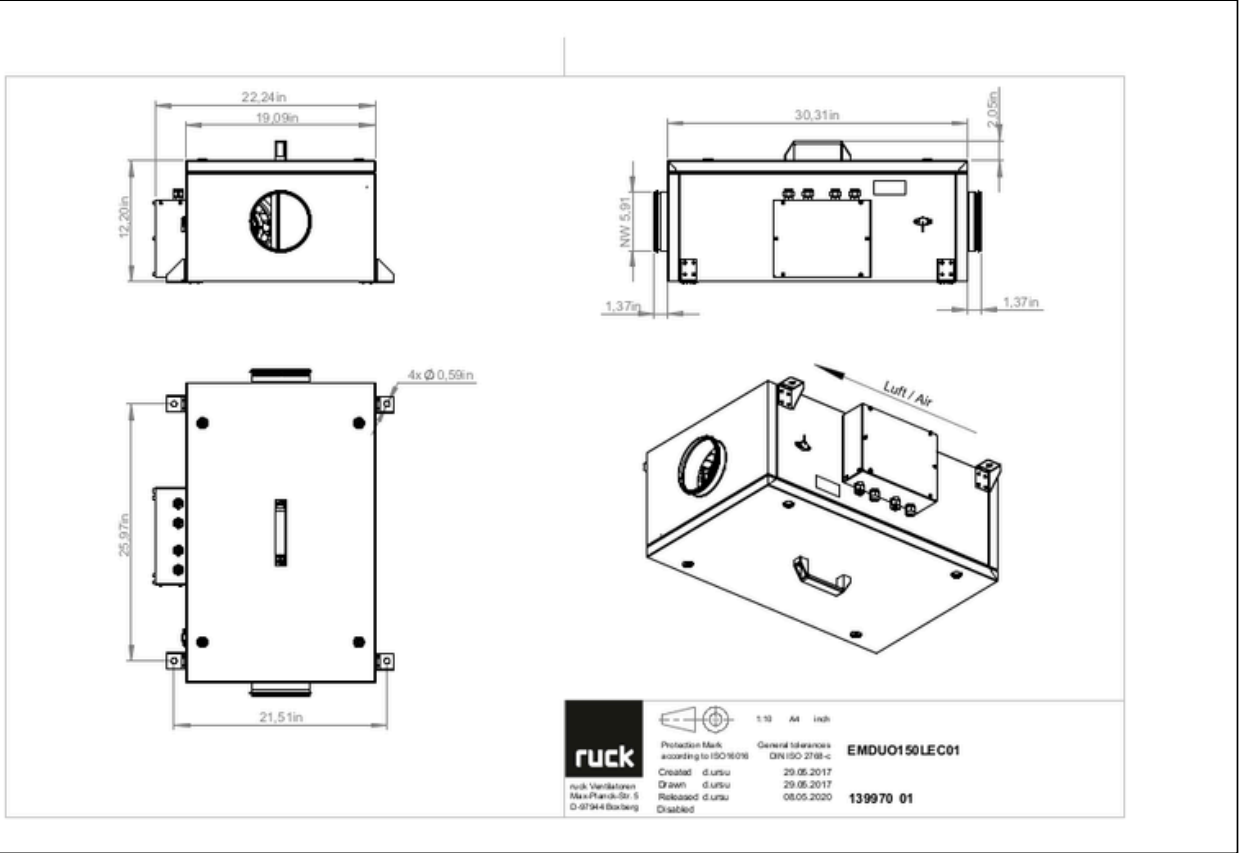 22,24in
19,09in
12,20in
30,31in
2,05in
NW 5,91
1,37in
1,37in
4x Ø 0,59in
25,97in
21,51in
Luft / Air
ruck
ruck Ventilatoren
Max-Planck-Str. 5
D-97944 Boxberg
1:10 A4 inch
Protection Mark
according to ISO16016
General tolerances
DIN ISO 2768-c
Created d.ursu 29.05.2017
Drawn d.ursu 29.05.2017
Released d.ursu 08.05.2020
Disabled
EMDUO150LEC01
139970 01